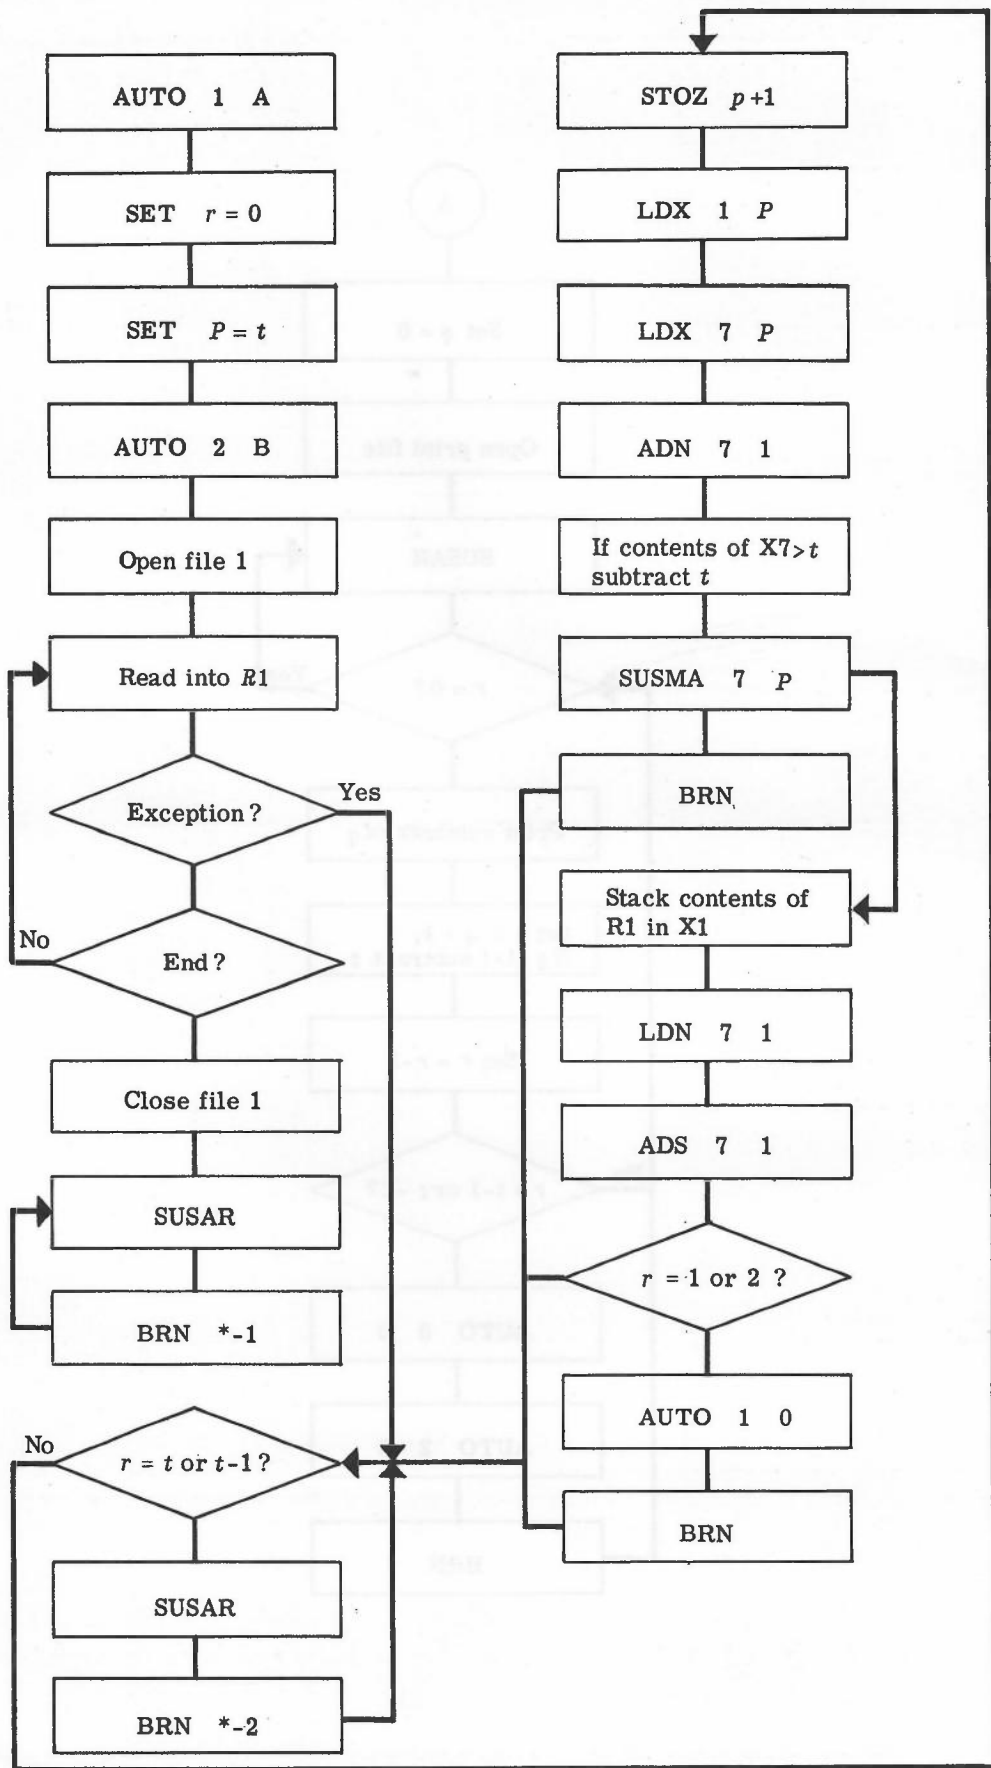 AUTO 1 A
SET r = 0
SET P = t
AUTO 2 B
Open file 1
Read into R1
Exception?
Yes
End?
No
Close file 1
SUSAR
BRN *-1
r = t or t-1?
No
SUSAR
BRN *-2
STOZ p+1
LDX 1 P
LDX 7 P
ADN 7 1
If contents of X7>t
subtract t
SUSMA 7 P
BRN
Stack contents of
R1 in X1
LDN 7 1
ADS 7 1
r = 1 or 2 ?
AUTO 1 0
BRN